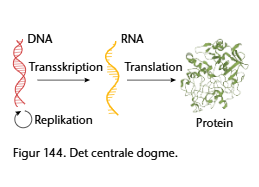 DNA
RNA
Transskription
Translation
Replikation
Protein
Figur 144. Det centrale dogme.